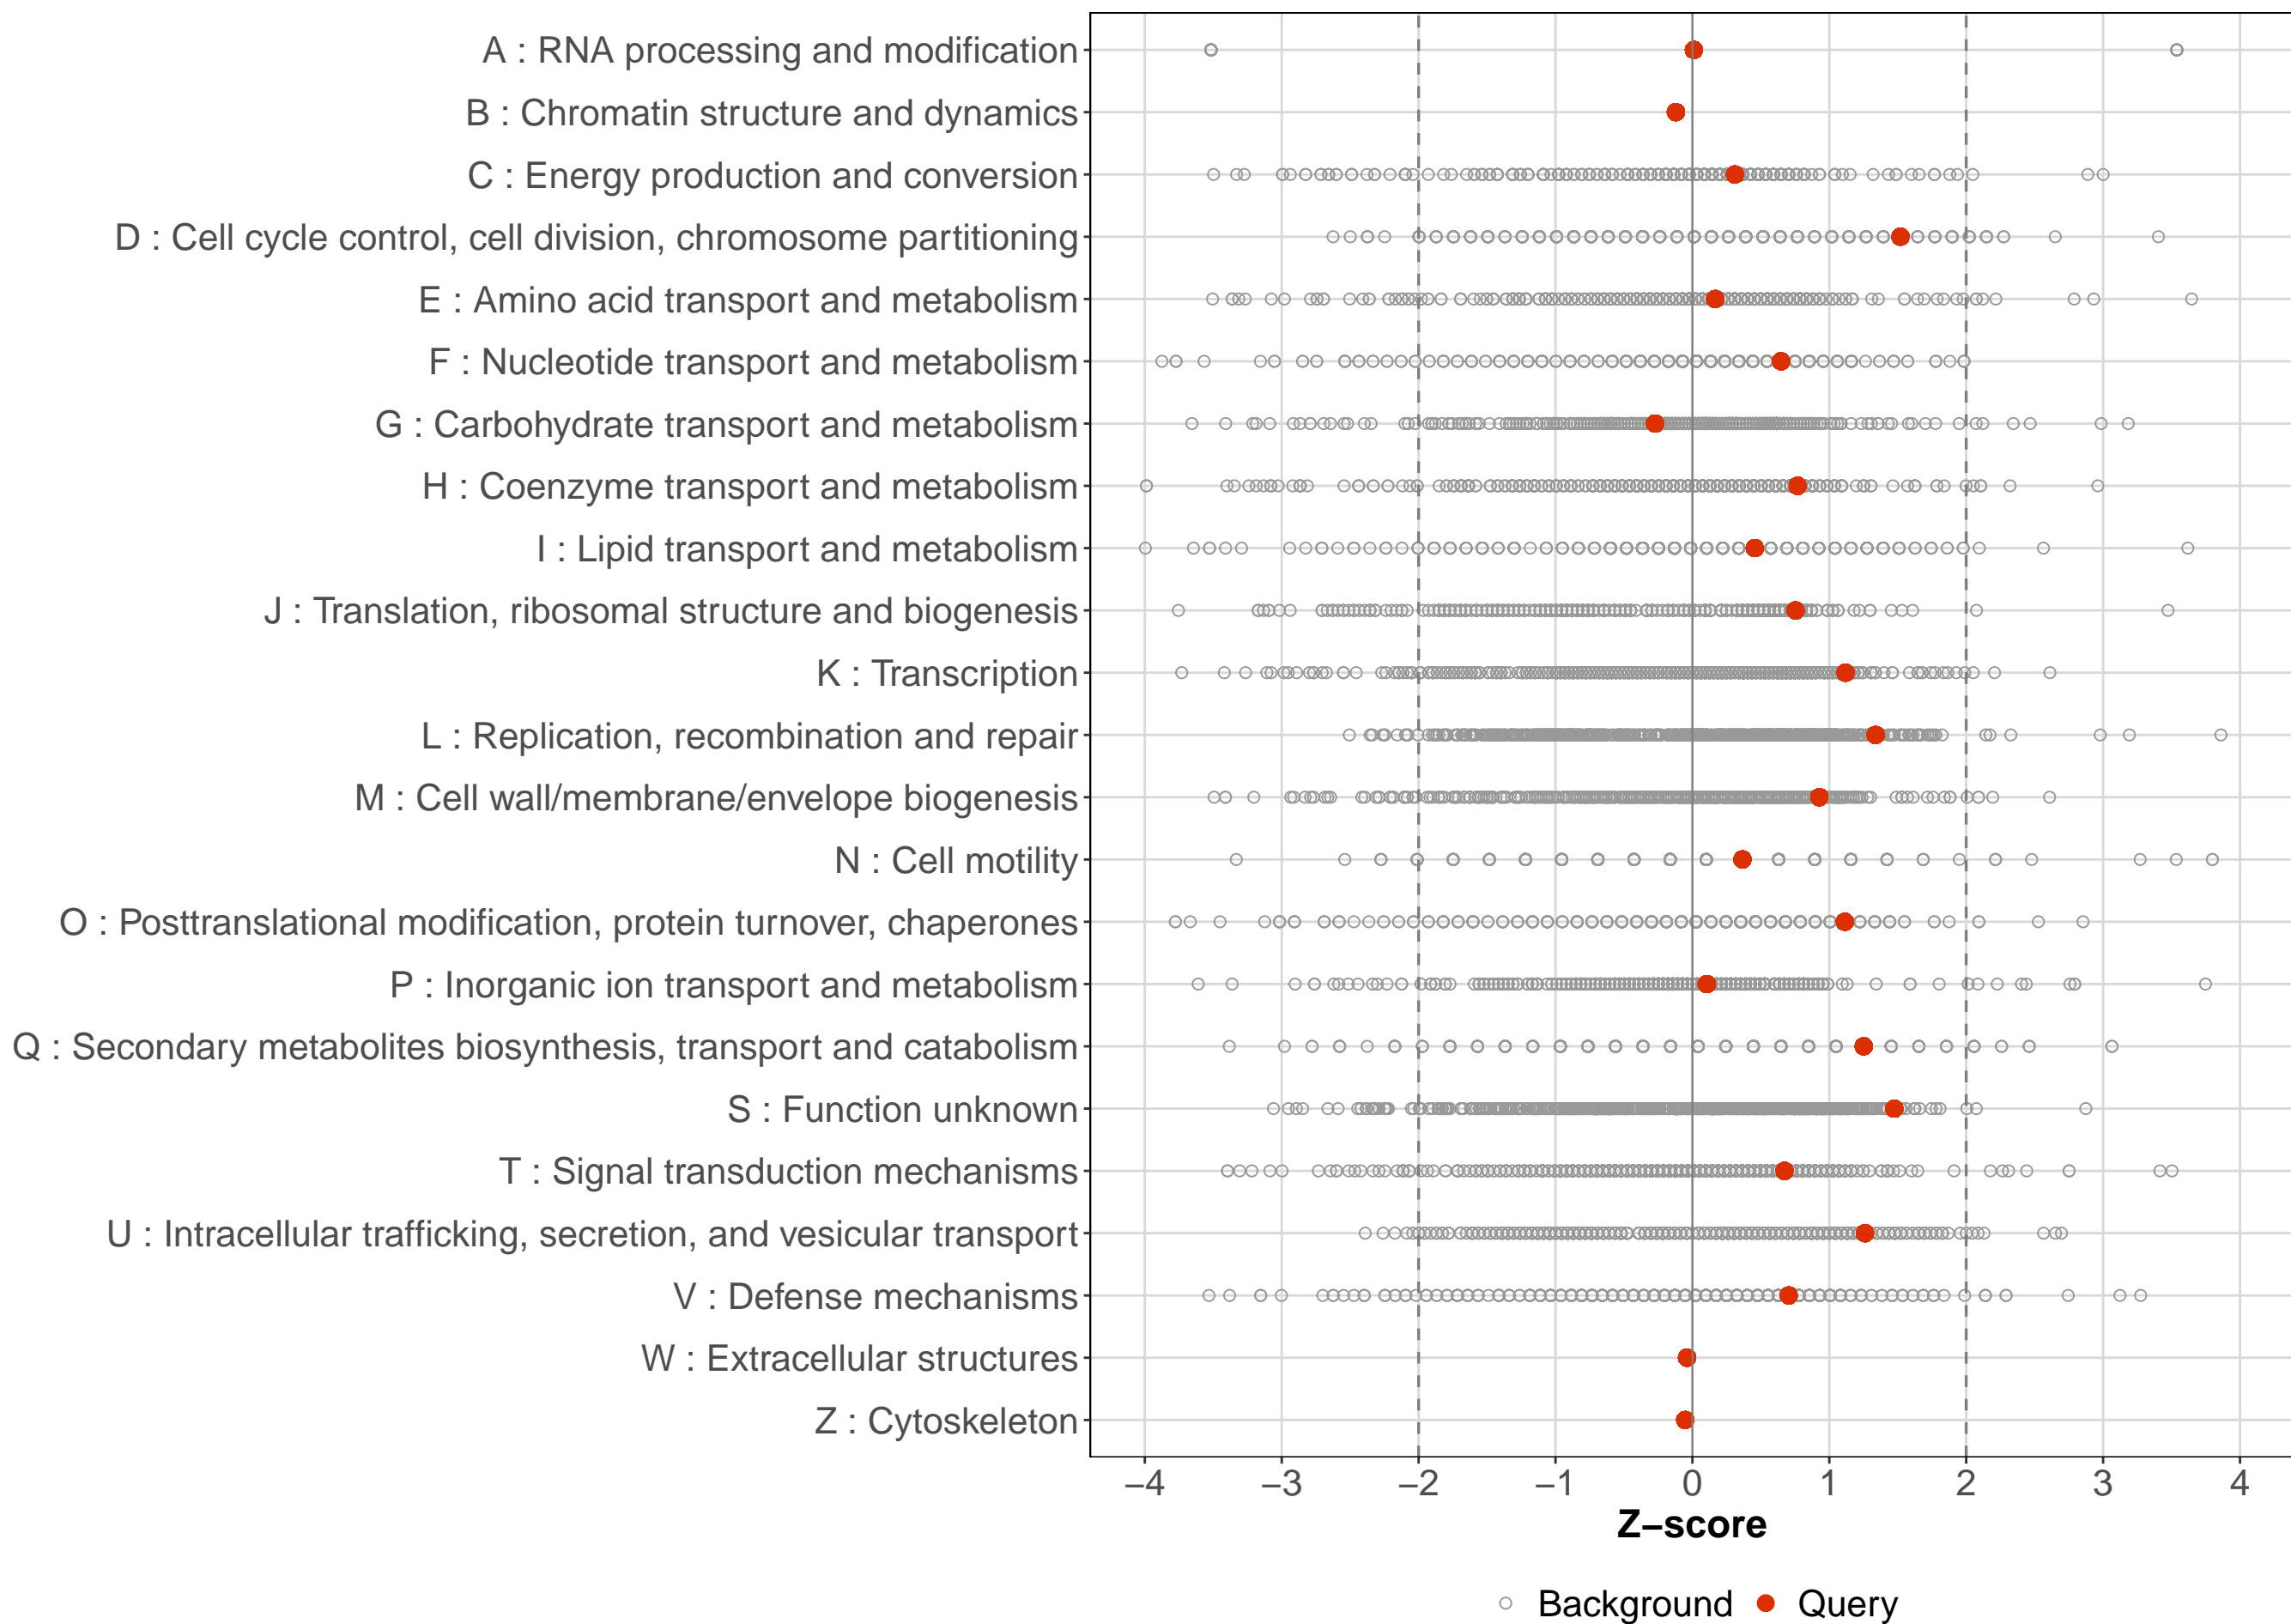 A : RNA processing and modification
B : Chromatin structure and dynamics
C : Energy production and conversion
D : Cell cycle control, cell division, chromosome partitioning
E : Amino acid transport and metabolism
F : Nucleotide transport and metabolism
G : Carbohydrate transport and metabolism
H : Coenzyme transport and metabolism
I : Lipid transport and metabolism
J : Translation, ribosomal structure and biogenesis
K : Transcription
L : Replication, recombination and repair
M : Cell wall/membrane/envelope biogenesis
N : Cell motility
O : Posttranslational modification, protein turnover, chaperones
P : Inorganic ion transport and metabolism
Q : Secondary metabolites biosynthesis, transport and catabolism
S : Function unknown
T : Signal transduction mechanisms
U : Intracellular trafficking, secretion, and vesicular transport
V : Defense mechanisms
W : Extracellular structures
Z : Cytoskeleton
−4 −3 −2 −1 0 1 2 3 4
Z−score
Background Query